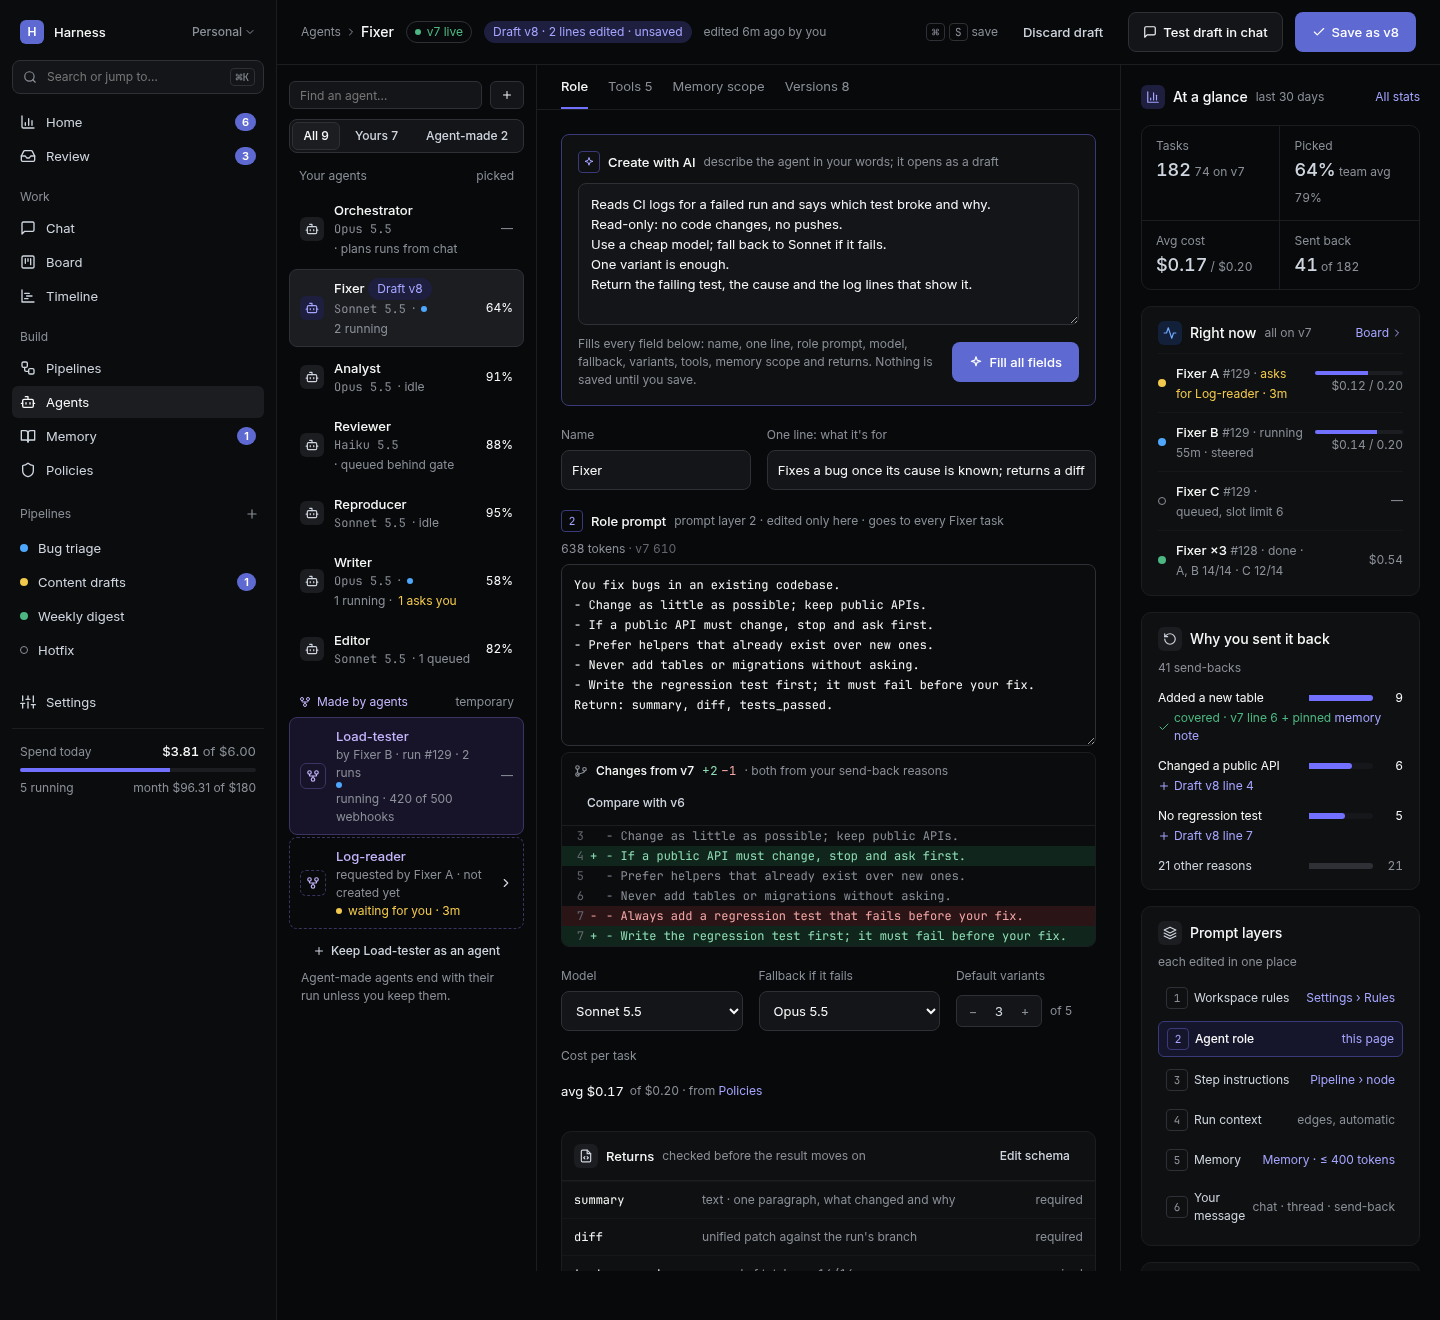 H Harness Personal
Search or jump to... ⌘K
Home 6
Review 3
Work
Chat
Board
Timeline
Build
Pipelines
Agents
Memory 1
Policies
Pipelines +
Bug triage
Content drafts 1
Weekly digest
Hotfix
Settings
Spend today $3.81 of $6.00
5 running month $96.31 of $180
Agents › Fixer v7 live Draft v8 · 2 lines edited · unsaved edited 6m ago by you ⌘ S save Discard draft Test draft in chat Save as v8
Find an agent... +
All 9 Yours 7 Agent-made 2
Your agents picked
Orchestrator
Opus 5.5 —
· plans runs from chat
Fixer Draft v8
Sonnet 5.5 · 64%
2 running
Analyst
Opus 5.5 · idle 91%
Reviewer
Haiku 5.5 88%
· queued behind gate
Reproducer
Sonnet 5.5 · idle 95%
Writer
Opus 5.5 · 58%
1 running · 1 asks you
Editor
Sonnet 5.5 · 1 queued 82%
Made by agents temporary
Load-tester
by Fixer B · run #129 · 2
runs —
running · 420 of 500
webhooks
Log-reader
requested by Fixer A · not
created yet
waiting for you · 3m
+ Keep Load-tester as an agent
Agent-made agents end with their
run unless you keep them.
Role Tools 5 Memory scope Versions 8
Create with AI describe the agent in your words; it opens as a draft
Reads CI logs for a failed run and says which test broke and why.
Read-only: no code changes, no pushes.
Use a cheap model; fall back to Sonnet if it fails.
One variant is enough.
Return the failing test, the cause and the log lines that show it.
Fills every field below: name, one line, role prompt, model,
fallback, variants, tools, memory scope and returns. Nothing is
saved until you save.
Fill all fields
Name One line: what it's for
Fixer Fixes a bug once its cause is known; returns a diff
2 Role prompt prompt layer 2 · edited only here · goes to every Fixer task
638 tokens · v7 610
You fix bugs in an existing codebase.
- Change as little as possible; keep public APIs.
- If a public API must change, stop and ask first.
- Prefer helpers that already exist over new ones.
- Never add tables or migrations without asking.
- Write the regression test first; it must fail before your fix.
Return: summary, diff, tests_passed.
Changes from v7 +2 −1 · both from your send-back reasons
Compare with v6
3 - Change as little as possible; keep public APIs.
4 + - If a public API must change, stop and ask first.
5 - Prefer helpers that already exist over new ones.
6 - Never add tables or migrations without asking.
7 - - Always add a regression test that fails before your fix.
7 + - Write the regression test first; it must fail before your fix.
Model Fallback if it fails Default variants
Sonnet 5.5 Opus 5.5 − 3 + of 5
Cost per task
avg $0.17 of $0.20 · from Policies
Returns checked before the result moves on Edit schema
summary text · one paragraph, what changed and why required
diff unified patch against the run's branch required
At a glance last 30 days All stats
Tasks Picked
182 74 on v7 64% team avg
79%
Avg cost Sent back
$0.17 / $0.20 41 of 182
Right now all on v7 Board ›
Fixer A #129 · asks
for Log-reader · 3m $0.12 / 0.20
Fixer B #129 · running
55m · steered $0.14 / 0.20
Fixer C #129 ·
queued, slot limit 6 —
Fixer ×3 #128 · done ·
A, B 14/14 · C 12/14 $0.54
Why you sent it back
41 send-backs
Added a new table 9
covered · v7 line 6 + pinned memory
note
Changed a public API 6
+ Draft v8 line 4
No regression test 5
+ Draft v8 line 7
21 other reasons 21
Prompt layers
each edited in one place
1 Workspace rules Settings › Rules
2 Agent role this page
3 Step instructions Pipeline › node
4 Run context edges, automatic
5 Memory Memory · ≤ 400 tokens
6 Your
message chat · thread · send-back